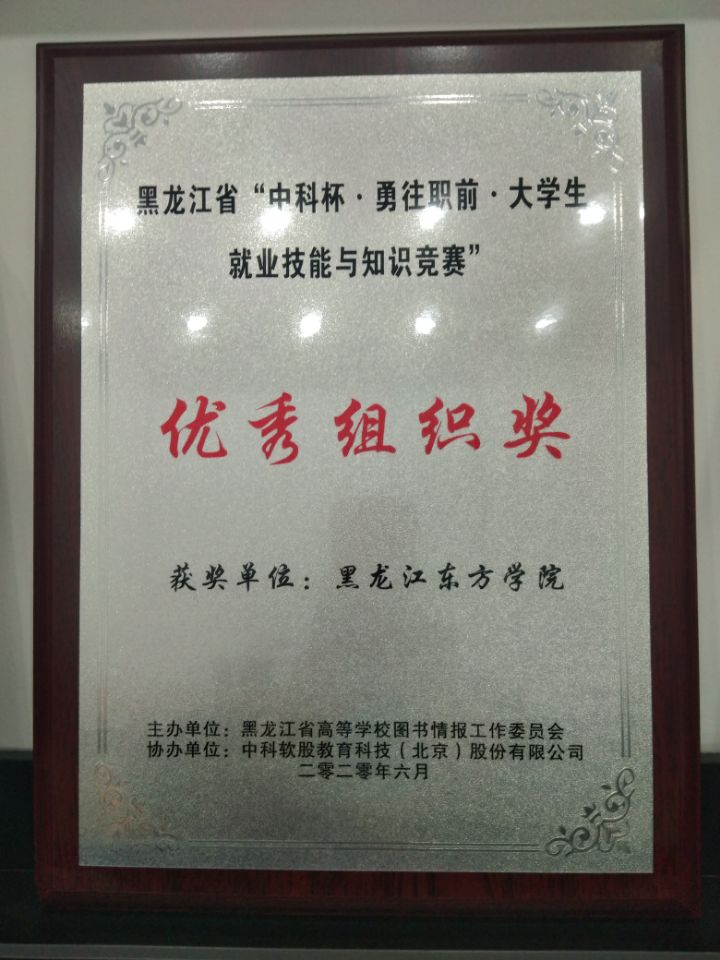 黑龙江省“中科杯·勇往职前·大学生
就业技能与知识竞赛”
优秀组织奖
获奖单位：黑龙江东方学院
主办单位：黑龙江省高等学校图书情报工作委员会
协办单位：中科软股教育科技（北京）股份有限公司
二零二零年六月